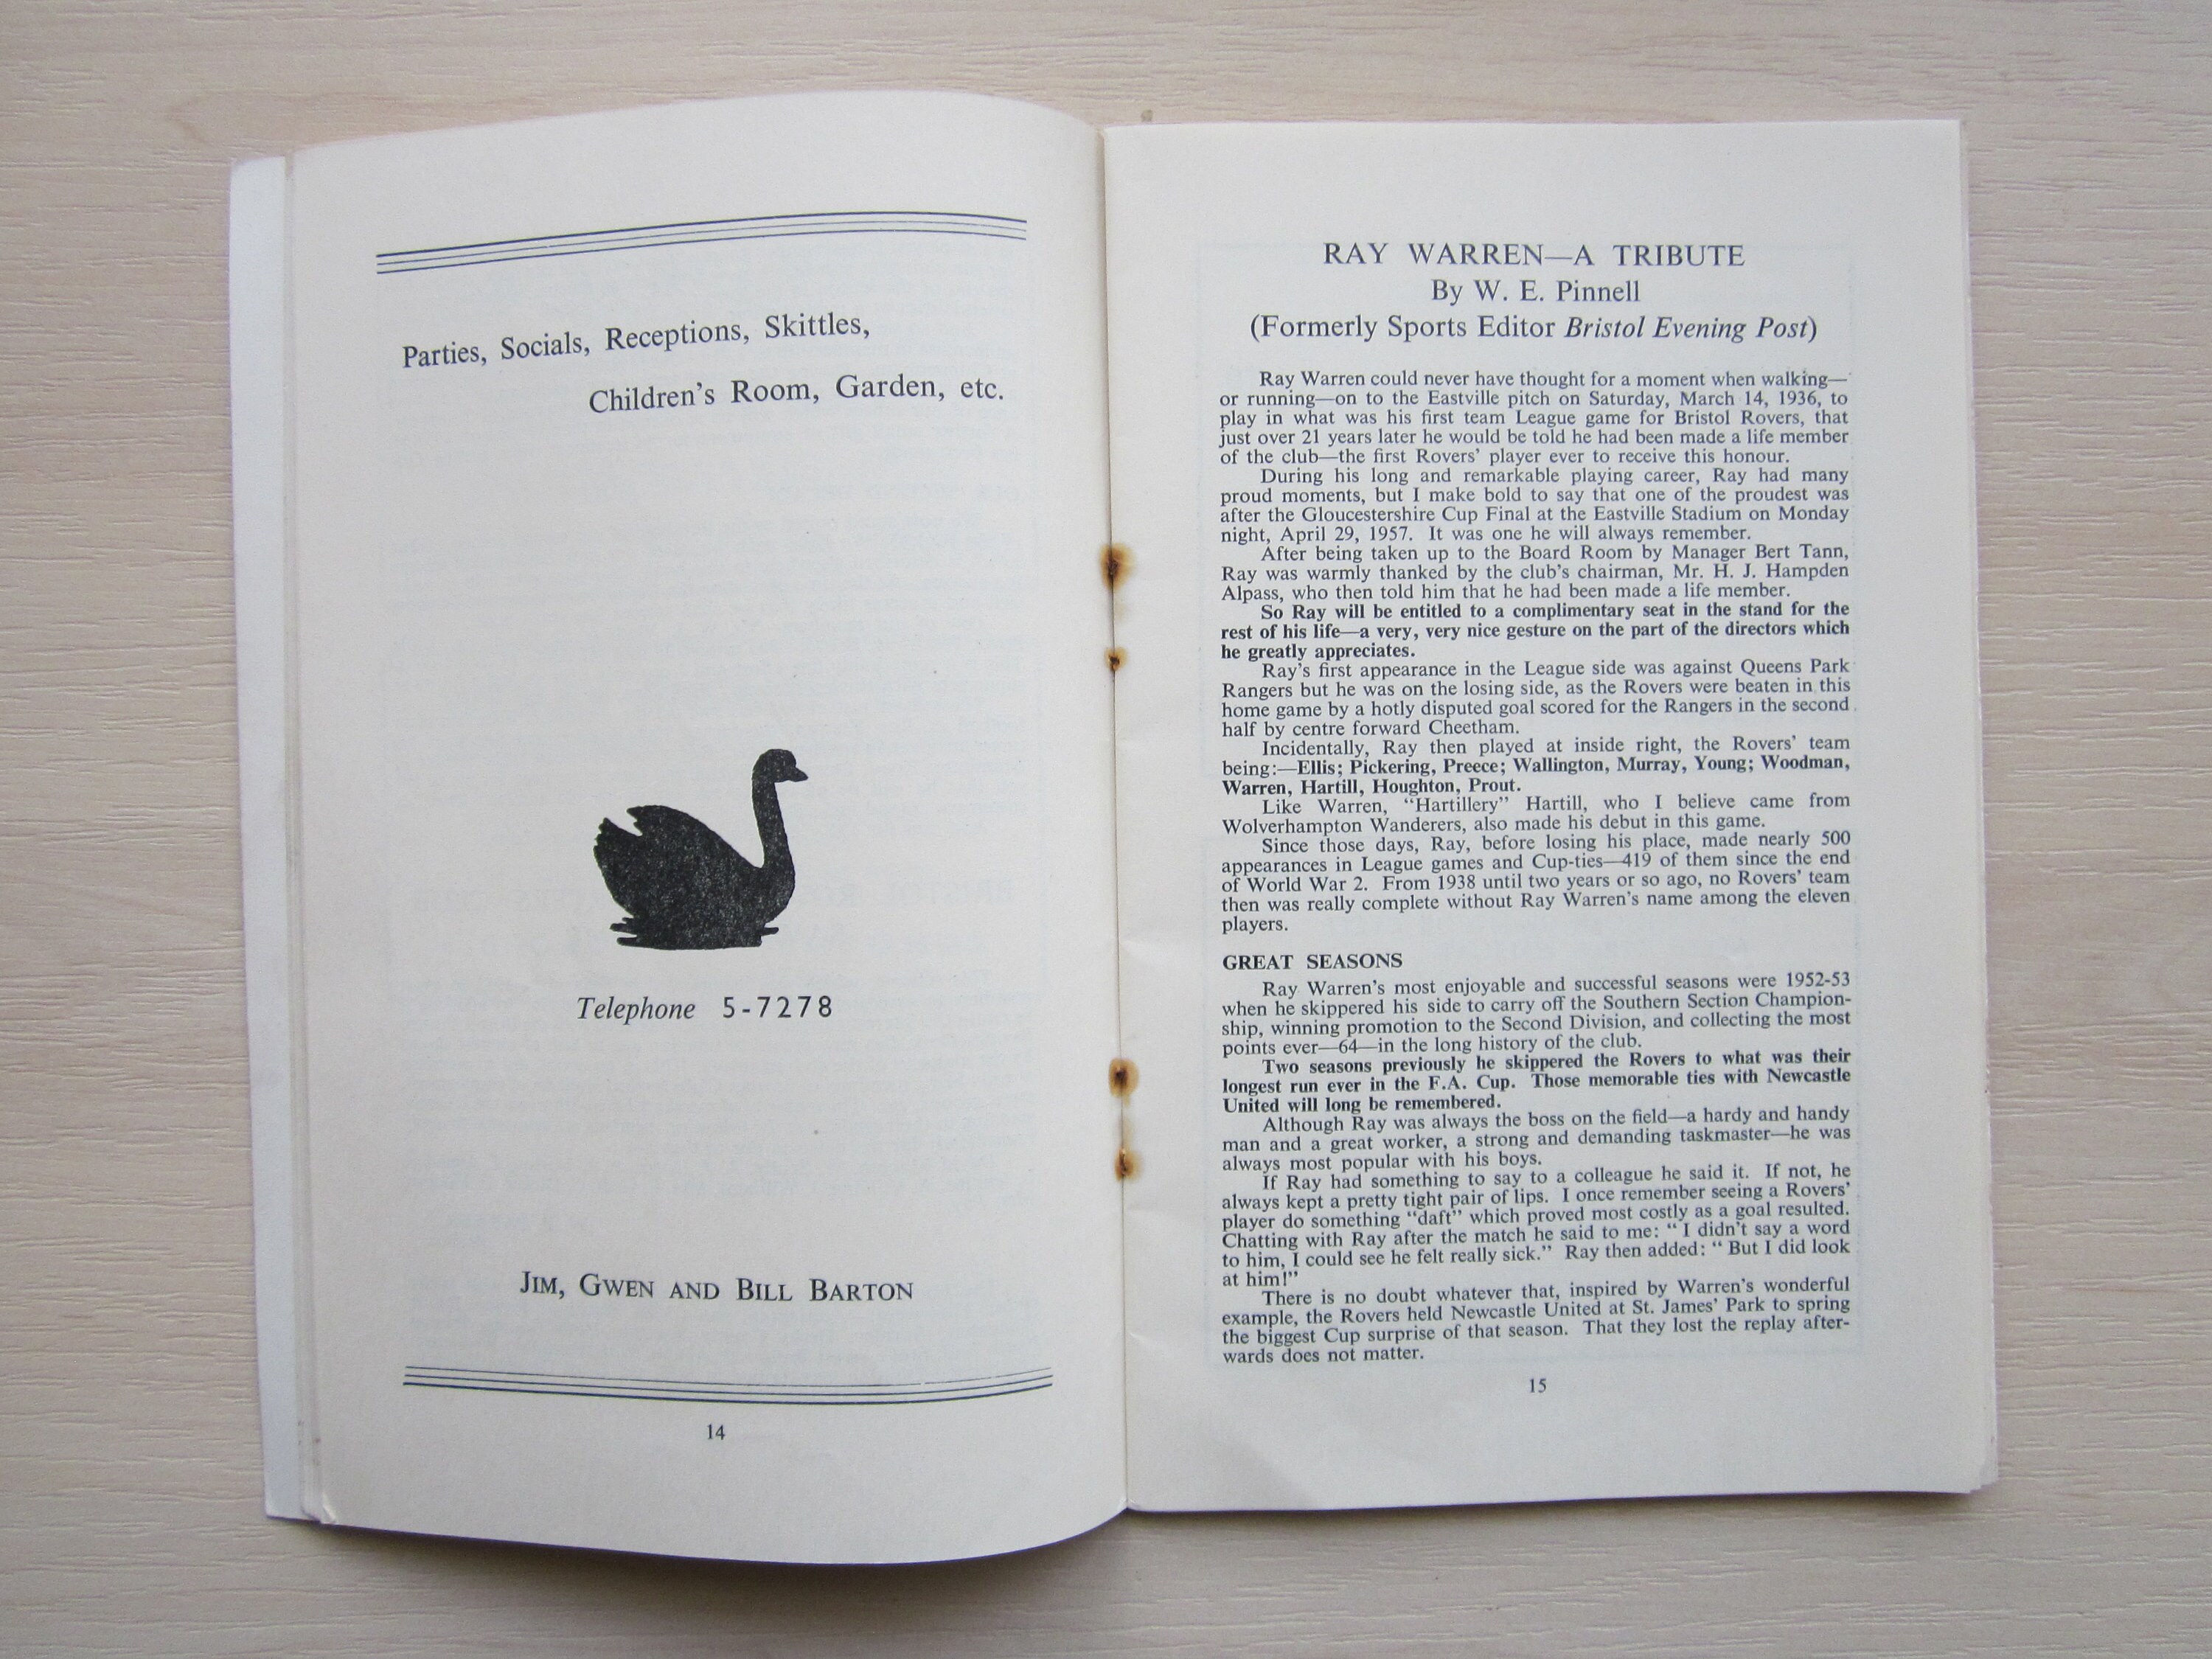 Parties, Socials, Receptions, Skittles,
Children's Room, Garden, etc.
Telephone 5-7278
JIM, GWEN AND BILL BARTON
14
RAY WARREN—A TRIBUTE
By W. E. Pinnell
(Formerly Sports Editor Bristol Evening Post)
Ray Warren could never have thought for a moment when walking—
or running—on to the Eastville pitch on Saturday, March 14, 1936, to
play in what was his first team League game for Bristol Rovers, that
just over 21 years later he would be told he had been made a life member
of the club—the first Rovers' player ever to receive this honour.
During his long and remarkable playing career, Ray had many
proud moments, but I make bold to say that one of the proudest was
after the Gloucestershire Cup Final at the Eastville Stadium on Monday
night, April 29, 1957. It was one he will always remember.
After being taken up to the Board Room by Manager Bert Tann,
Ray was warmly thanked by the club's chairman, Mr. H. J. Hampden
Alpass, who then told him that he had been made a life member.
So Ray will be entitled to a complimentary seat in the stand for the
rest of his life—a very, very nice gesture on the part of the directors which
he greatly appreciates.
Ray's first appearance in the League side was against Queens Park
Rangers but he was on the losing side, as the Rovers were beaten in this
home game by a hotly disputed goal scored for the Rangers in the second
half by centre forward Cheetham.
Incidentally, Ray then played at inside right, the Rovers' team
being:—Ellis; Pickering, Preece; Wallington, Murray, Young; Woodman,
Warren, Hartill, Houghton, Prout.
Like Warren, "Hartillery" Hartill, who I believe came from
Wolverhampton Wanderers, also made his debut in this game.
Since those days, Ray, before losing his place, made nearly 500
appearances in League games and Cup-ties—419 of them since the end
of World War 2. From 1938 until two years or so ago, no Rovers' team
then was really complete without Ray Warren's name among the eleven
players.
GREAT SEASONS
Ray Warren's most enjoyable and successful seasons were 1952-53
when he skippered his side to carry off the Southern Section Champion-
ship, winning promotion to the Second Division, and collecting the most
points ever—64—in the long history of the club.
Two seasons previously he skippered the Rovers to what was their
longest run ever in the F.A. Cup. Those memorable ties with Newcastle
United will long be remembered.
Although Ray was always the boss on the field—a hardy and handy
man and a great worker, a strong and demanding taskmaster—he was
always most popular with his boys.
If Ray had something to say to a colleague he said it. If not, he
always kept a pretty tight pair of lips. I once remember seeing a Rovers'
player do something "daft" which proved most costly as a goal resulted.
Chatting with Ray after the match he said to me: "I didn't say a word
to him, I could see he felt really sick." Ray then added: "But I did look
at him!"
There is no doubt whatever that, inspired by Warren's wonderful
example, the Rovers held Newcastle United at St. James' Park to spring
the biggest Cup surprise of that season. That they lost the replay after-
wards does not matter.
15